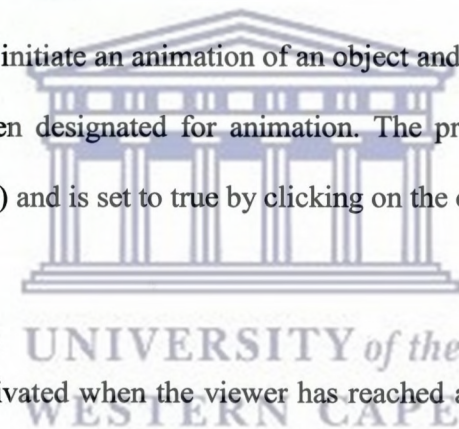 initiate an animation of an object and
en designated for animation. The pr
) and is set to true by clicking on the
UNIVERSITY of the
ivated when the viewer has reached a
WESTERN CAPE